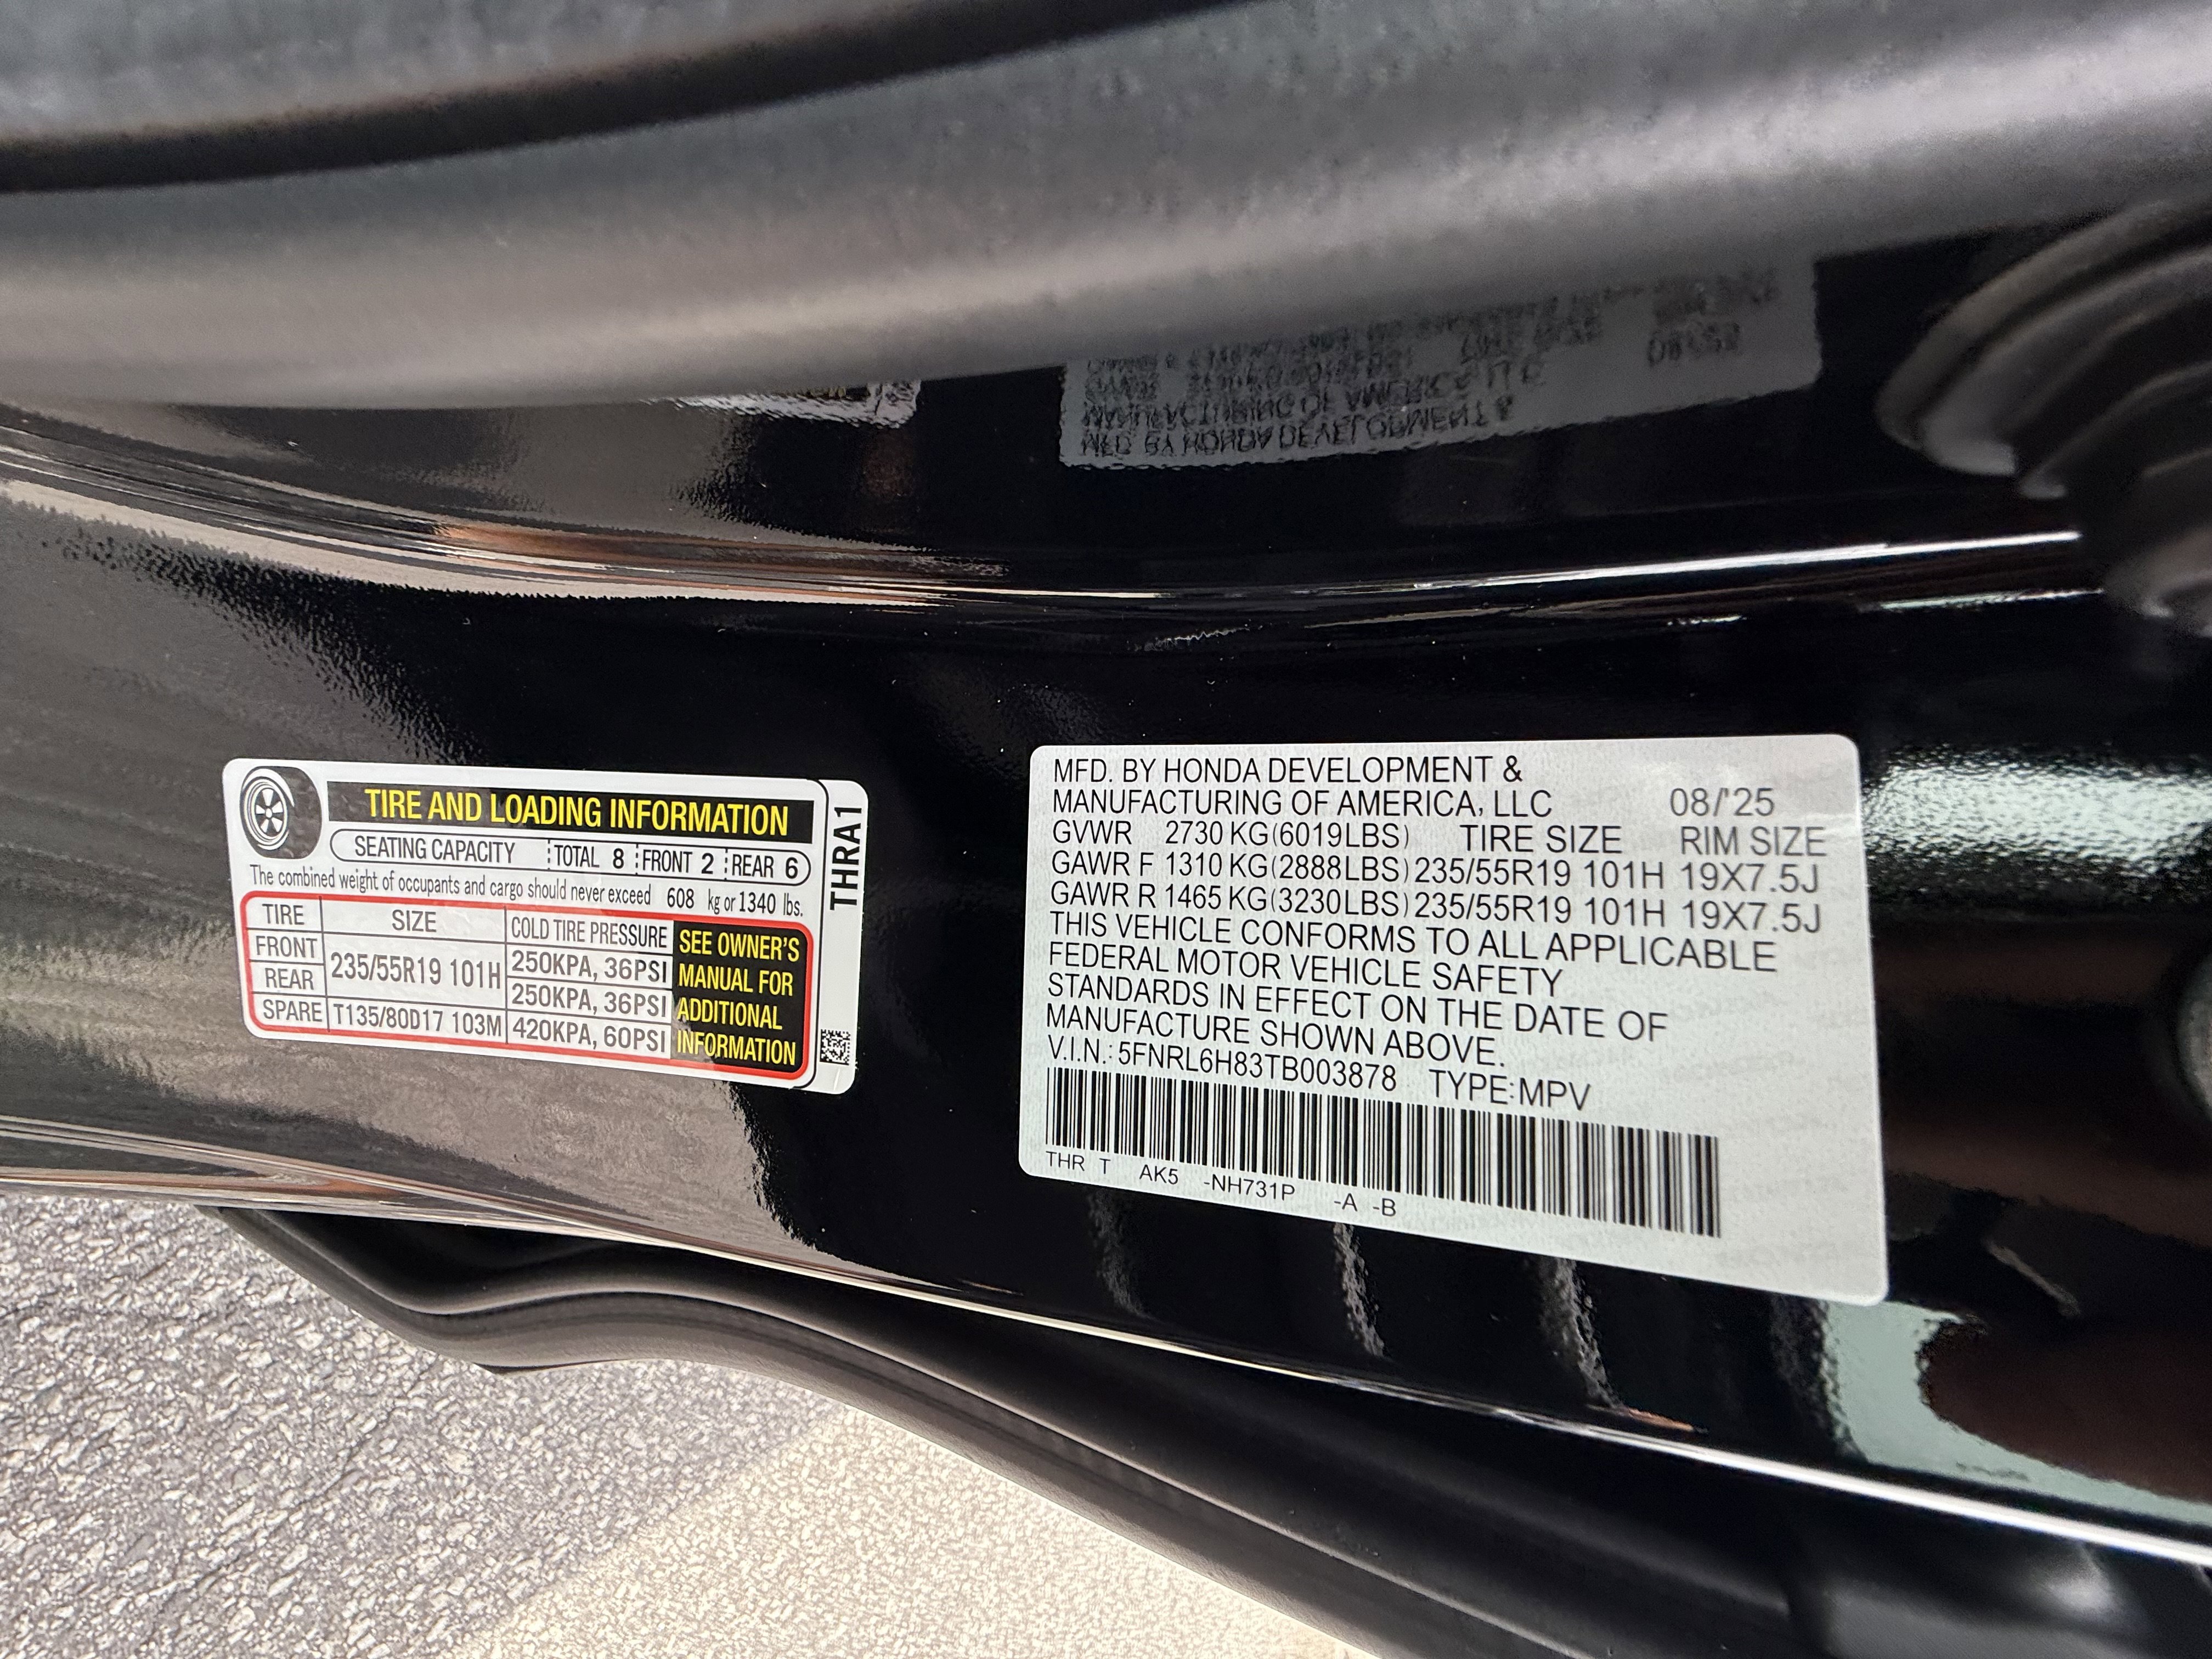 TIRE AND LOADING INFORMATION
SEATING CAPACITY TOTAL 8 FRONT 2 REAR 6
The combined weight of occupants and cargo should never exceed 608 kg or 1340 lbs.
TIRE SIZE COLD TIRE PRESSURE
FRONT 235/55R19 101H 250KPA, 36PSI
REAR 250KPA, 36PSI
SPARE T135/80D17 103M 420KPA, 60PSI
SEE OWNER'S
MANUAL FOR
ADDITIONAL
INFORMATION
THRA1
MFD. BY HONDA DEVELOPMENT &
MANUFACTURING OF AMERICA, LLC 08/'25
GVWR 2730 KG(6019LBS) TIRE SIZE RIM SIZE
GAWR F 1310 KG(2888LBS) 235/55R19 101H 19X7.5J
GAWR R 1465 KG(3230LBS) 235/55R19 101H 19X7.5J
THIS VEHICLE CONFORMS TO ALL APPLICABLE
FEDERAL MOTOR VEHICLE SAFETY
STANDARDS IN EFFECT ON THE DATE OF
MANUFACTURE SHOWN ABOVE.
V.I.N.: 5FNRL6H83TB003878 TYPE:MPV
THR T AK5 -NH731P -A -B